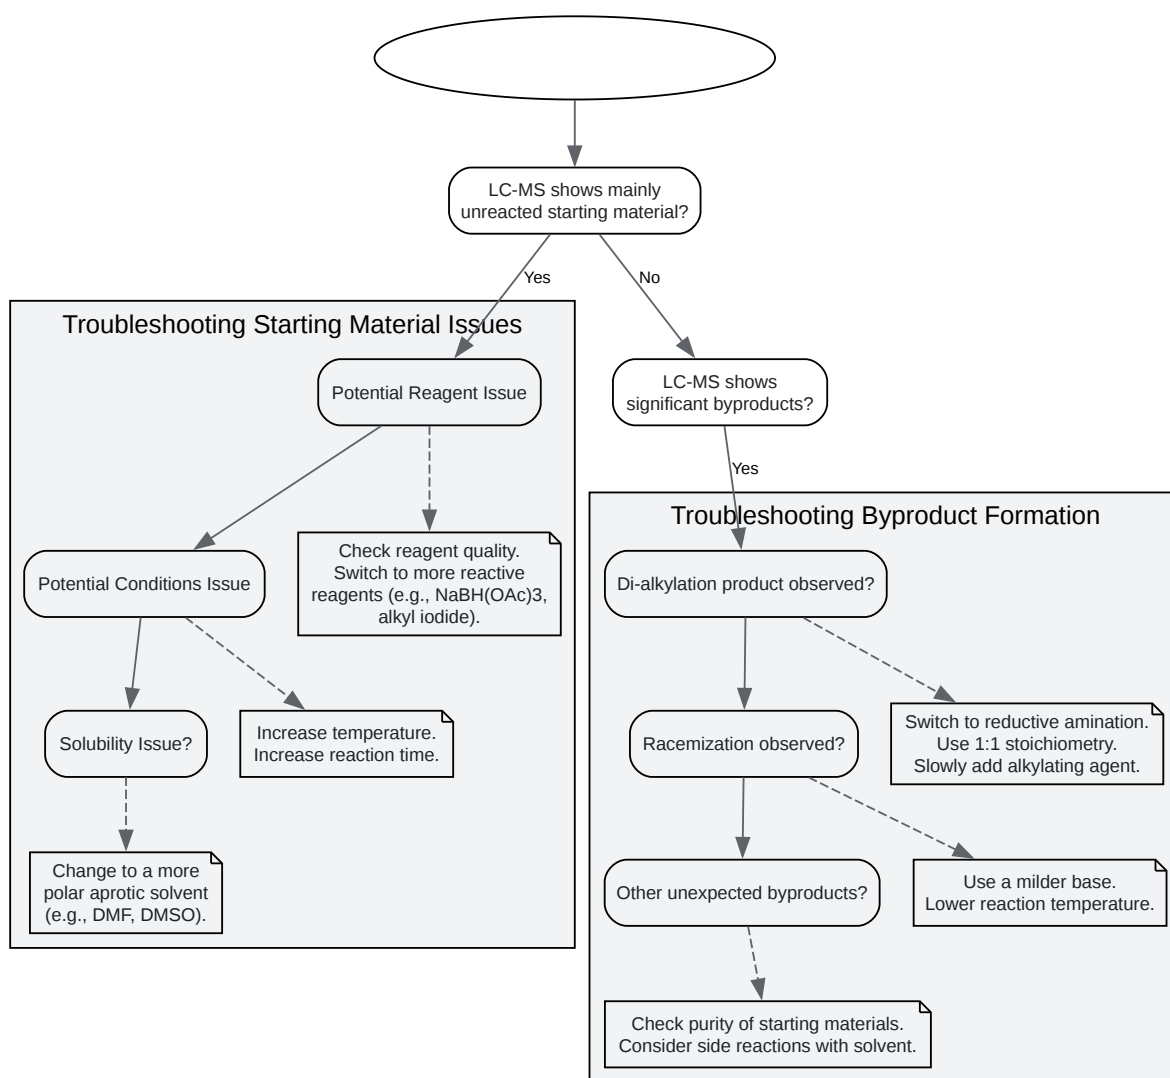 LC-MS shows mainly
unreacted starting material?
Yes
No
Troubleshooting Starting Material Issues
Potential Reagent Issue
LC-MS shows
significant byproducts?
Yes
Troubleshooting Byproduct Formation
Check reagent quality.
Switch to more reactive
reagents (e.g., NaBH(OAc)3,
alkyl iodide).
Potential Conditions Issue
Di-alkylation product observed?
Solubility Issue?
Increase temperature.
Increase reaction time.
Racemization observed?
Switch to reductive amination.
Use 1:1 stoichiometry.
Slowly add alkylating agent.
Change to a more
polar aprotic solvent
(e.g., DMF, DMSO).
Other unexpected byproducts?
Use a milder base.
Lower reaction temperature.
Check purity of starting materials.
Consider side reactions with solvent.